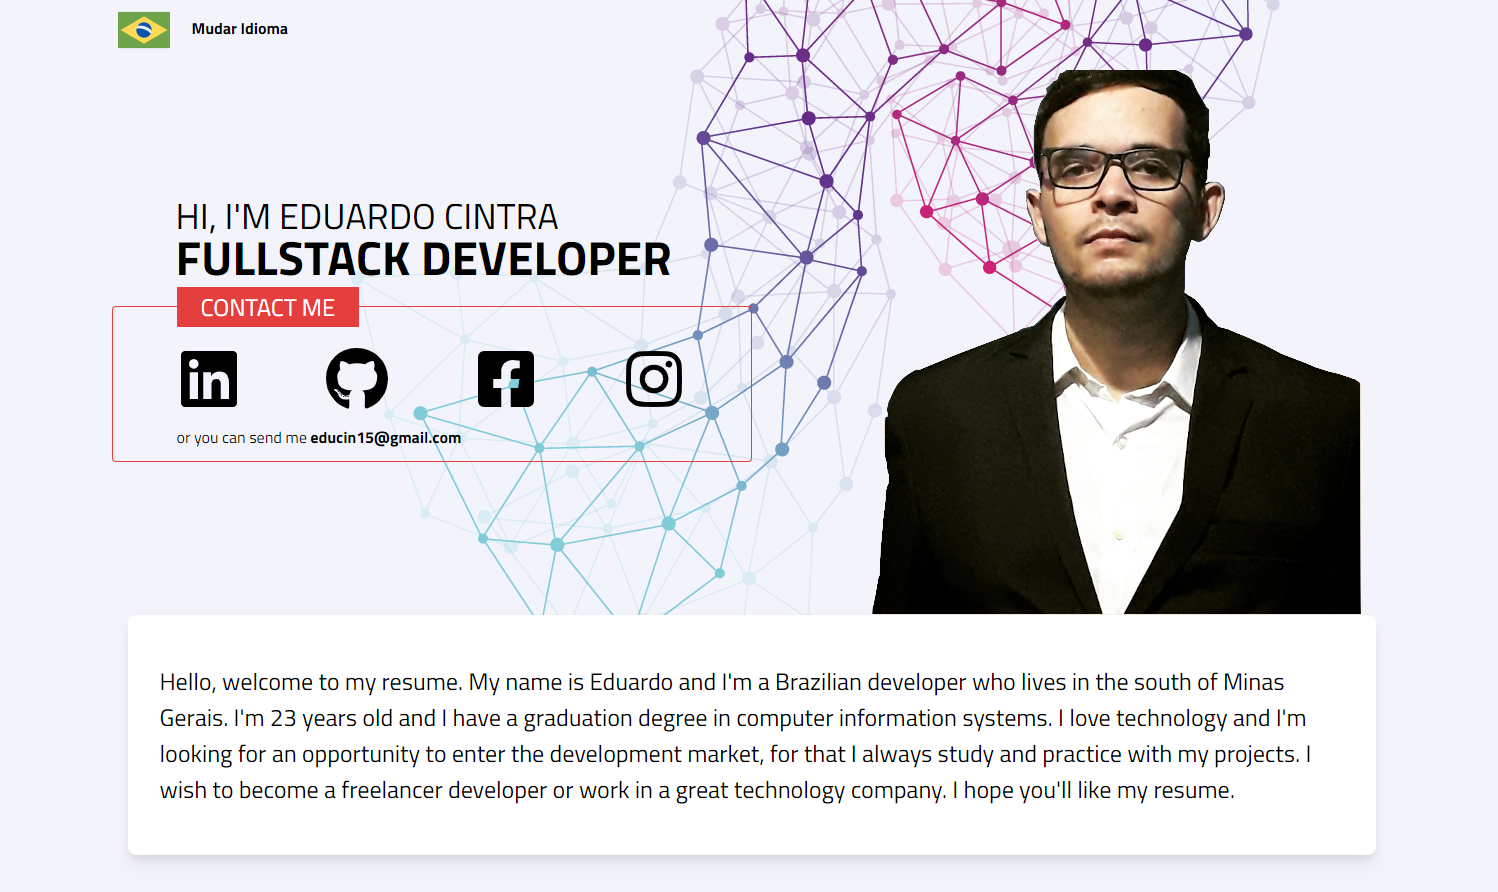 Mudar Idioma
HI, I'M EDUARDO CINTRA
FULLSTACK DEVELOPER
CONTACT ME
or you can send me educin15@gmail.com
Hello, welcome to my resume. My name is Eduardo and I'm a Brazilian developer who lives in the south of Minas
Gerais. I'm 23 years old and I have a graduation degree in computer information systems. I love technology and I'm
looking for an opportunity to enter the development market, for that I always study and practice with my projects. I
wish to become a freelancer developer or work in a great technology company. I hope you'll like my resume.